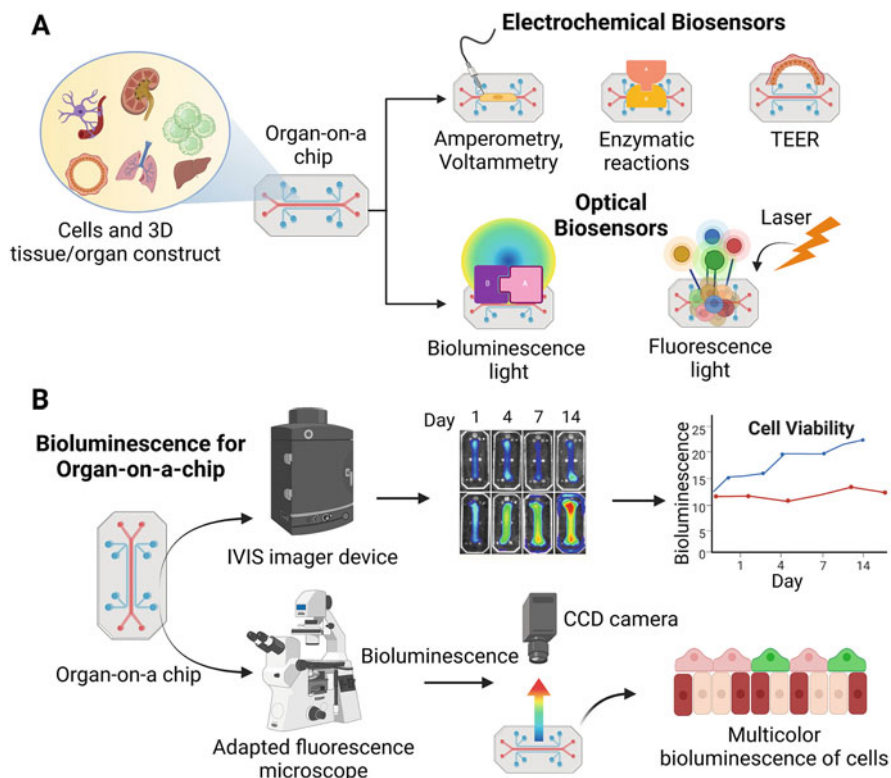 A
Electrochemical Biosensors
Organ-on-a
chip
Cells and 3D
tissue/organ construct
Amperometry,
Voltammetry
Enzymatic
reactions
TEER
Optical
Biosensors
Laser
B
A
Bioluminescence
light
Fluorescence
light
B
Bioluminescence for
Organ-on-a-chip
Organ-on-a chip
IVIS imager device
Day 1 4 7 14
Cell Viability
Bioluminescence
25
20
15
10
5
0
1 4 7 14
Day
Adapted fluorescence
microscope
Bioluminescence
CCD camera
Multicolor
bioluminescence of cells